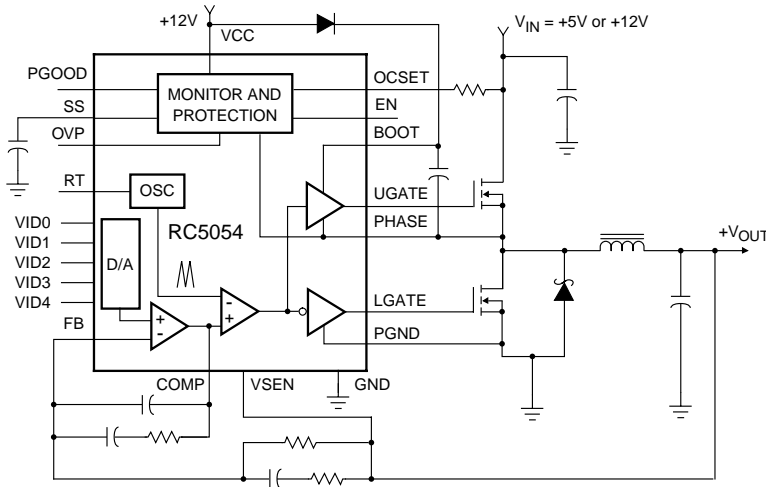 +12V
VCC
V_IN = +5V or +12V
PGOOD
SS
OVP
RT
VID0
VID1
VID2
VID3
VID4
FB
MONITOR AND
PROTECTION
OSC
D/A
RC5054
+
-
-
+
OCSET
EN
BOOT
UGATE
PHASE
LGATE
PGND
+V_OUT
COMP
VSEN
GND